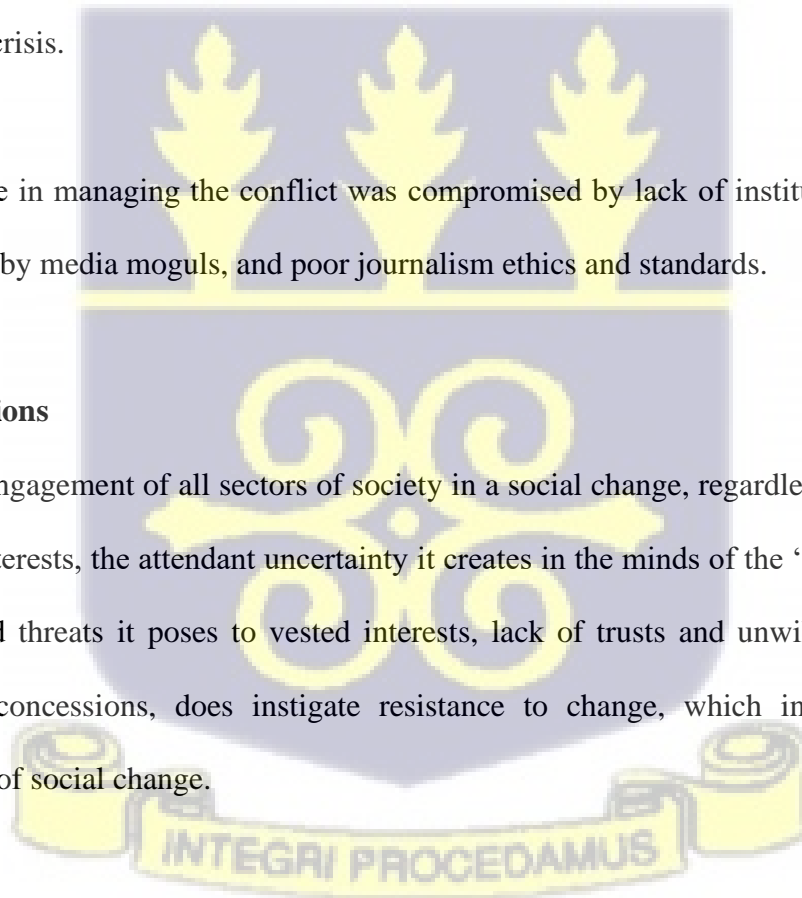 crisis.
e in managing the conflict was compromised by lack of institu
by media moguls, and poor journalism ethics and standards.
ions
ngagement of all sectors of society in a social change, regardle
terests, the attendant uncertainty it creates in the minds of the ‘
d threats it poses to vested interests, lack of trusts and unwi
concessions, does instigate resistance to change, which in
of social change.
INTEGRI PROCEDAMUS